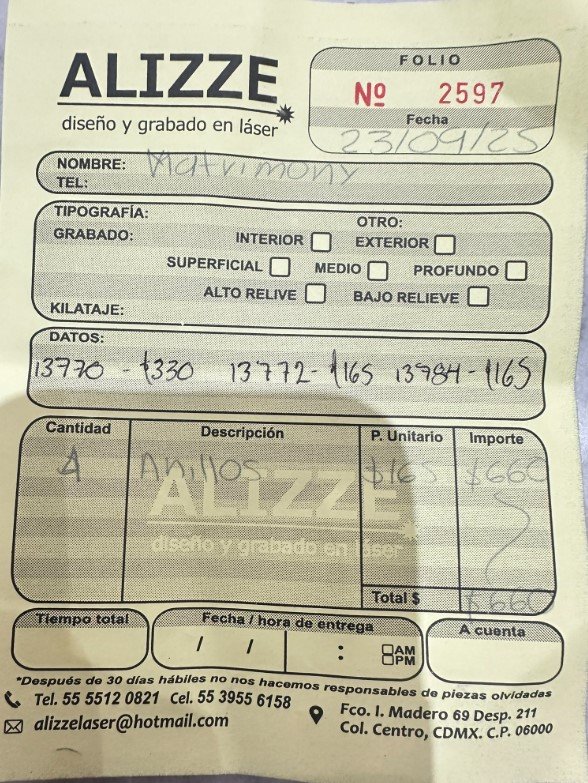 ALIZZE
diseño y grabado en láser
FOLIO
Nº 2597
Fecha
23/09/25
NOMBRE: Matrimony
TEL:
TIPOGRAFÍA: OTRO:
GRABADO: INTERIOR EXTERIOR
SUPERFICIAL MEDIO PROFUNDO
ALTO RELIVE BAJO RELIEVE
KILATAJE:
DATOS:
13770 - $330 13772 - $165 13984 - $165
Cantidad Descripción P. Unitario Importe
4 Anillos $165 $660
ALIZZE
diseño y grabado en láser
Total $ $660
Tiempo total Fecha / hora de entrega A cuenta
/ / : AM
PM
*Después de 30 días hábiles no nos hacemos responsables de piezas olvidadas
Tel. 55 5512 0821 Cel. 55 3955 6158
alizzelaser@hotmail.com
Fco. I. Madero 69 Desp. 211
Col. Centro, CDMX. C.P. 06000